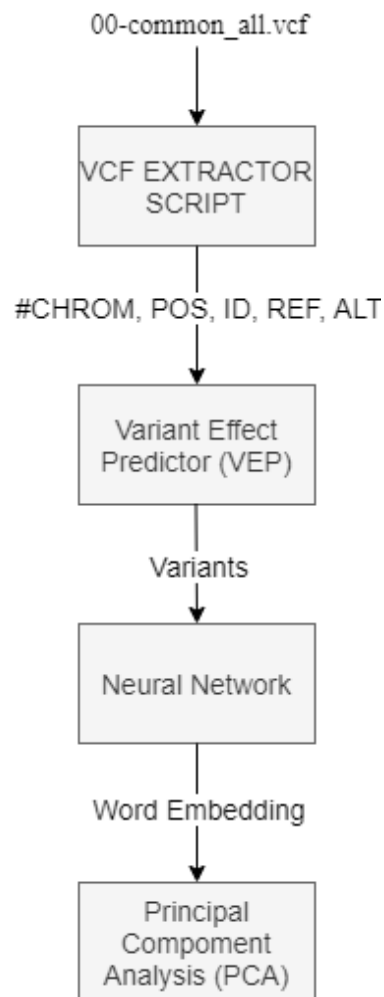 00-common_all.vcf
VCF EXTRACTOR
SCRIPT
#CHROM, POS, ID, REF, ALT
Variant Effect
Predictor (VEP)
Variants
Neural Network
Word Embedding
Principal
Compoment
Analysis (PCA)